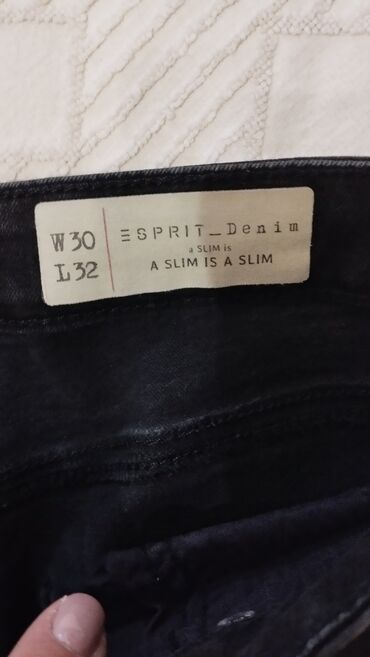 W30
L32
ESPRIT_Denim
a SLIM is
A SLIM IS A SLIM